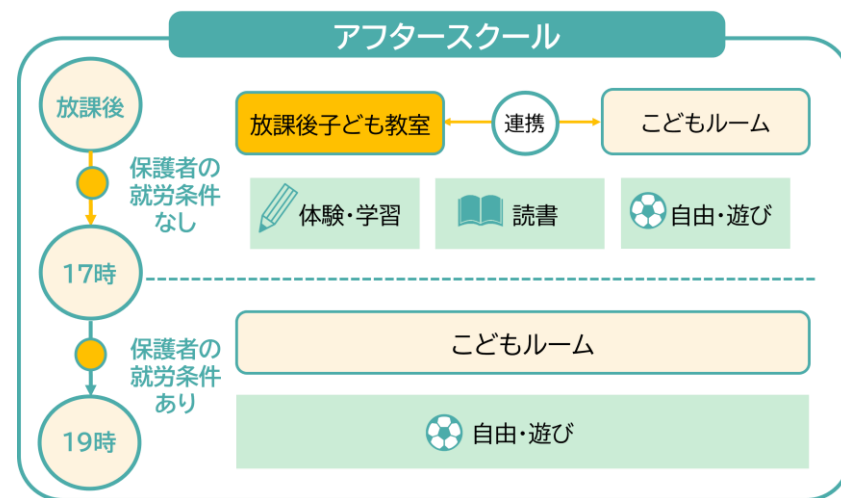 アフタースクール
放課後
放課後子ども教室
連携
こどもルーム
保護者の
就労条件
なし
体験・学習
読書
自由・遊び
17時
保護者の
就労条件
あり
こどもルーム
19時
自由・遊び